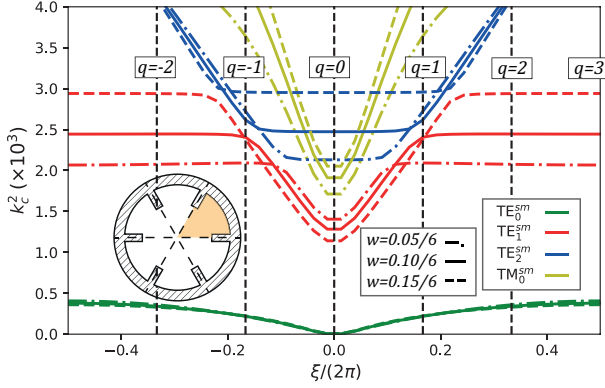 4.0
3.5
3.0
2.5
2.0
1.5
1.0
0.5
0.0
k_c^2 (×10^3)
q=-2
q=-1
q=0
q=1
q=2
q=3
w=0.05/6
w=0.10/6
w=0.15/6
TE_0^{sm}
TE_1^{sm}
TE_2^{sm}
TM_0^{sm}
−0.4
−0.2
0.0
0.2
0.4
ξ/(2π)